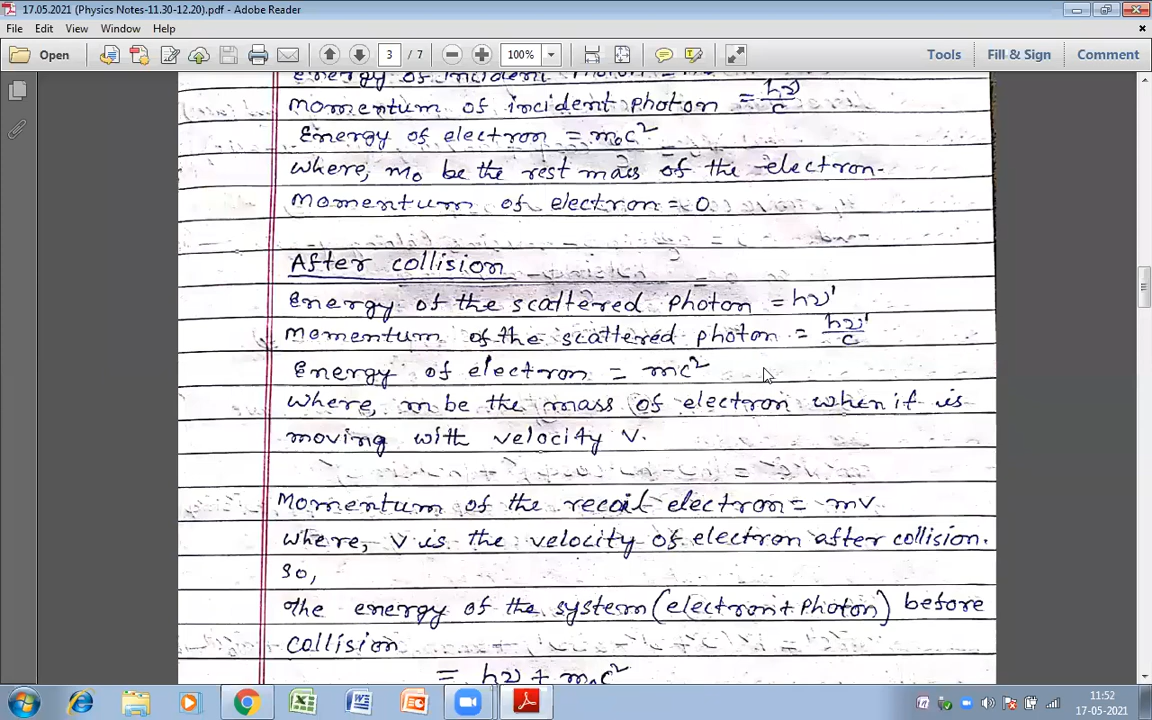 17.05.2021 (Physics Notes-11.30-12.20).pdf - Adobe Reader
File Edit View Window Help
Open 3 / 7 100% Tools Fill & Sign Comment
Energy of incident photon =
Momentum of incident photon = hν/c
Energy of electron = m₀c²
where, m₀ be the rest mass of the electron.
Momentum of electron = 0
After collision
Energy of the scattered photon = hν'
Momentum of the scattered photon = hν'/c
Energy of electron = mc²
where, m be the mass of electron when it is
moving with velocity v.
Momentum of the recoil electron = mv
where, v is the velocity of electron after collision.
so,
the energy of the system (electron + photon) before
collision
= hν + m₀c²
11:52
17-05-2021